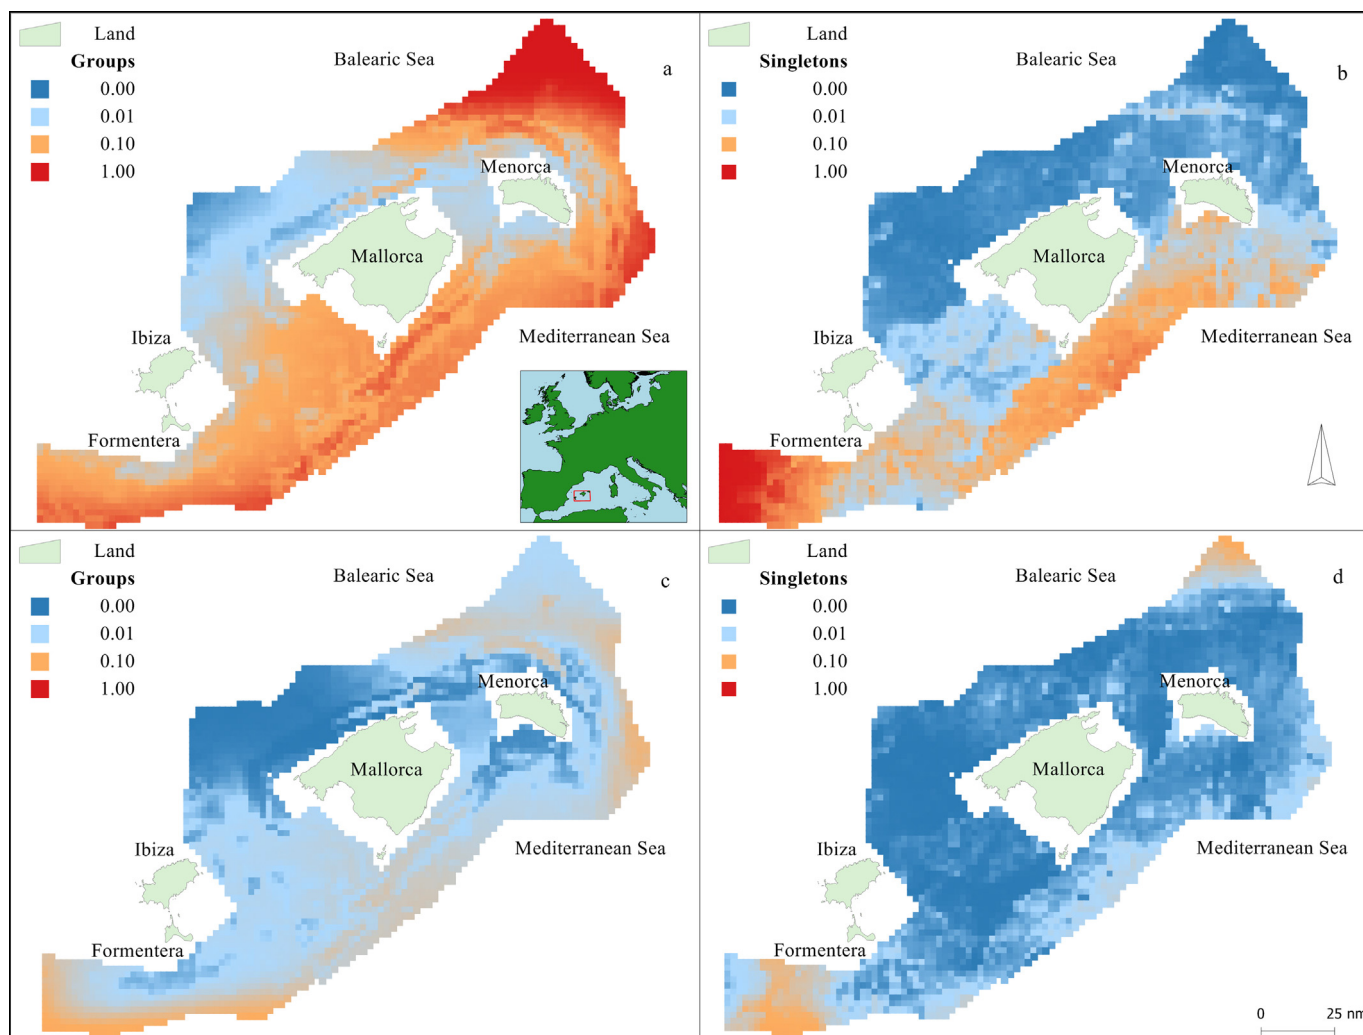 Land
Groups
0.00
0.01
0.10
1.00
Balearic Sea
a
Menorca
Mallorca
Ibiza
Mediterranean Sea
Formentera
Land
Singletons
0.00
0.01
0.10
1.00
Balearic Sea
b
Menorca
Mallorca
Ibiza
Mediterranean Sea
Formentera
Land
Groups
0.00
0.01
0.10
1.00
Balearic Sea
c
Menorca
Mallorca
Ibiza
Mediterranean Sea
Formentera
Land
Singletons
0.00
0.01
0.10
1.00
Balearic Sea
d
Menorca
Mallorca
Ibiza
Mediterranean Sea
Formentera
0 25 nm